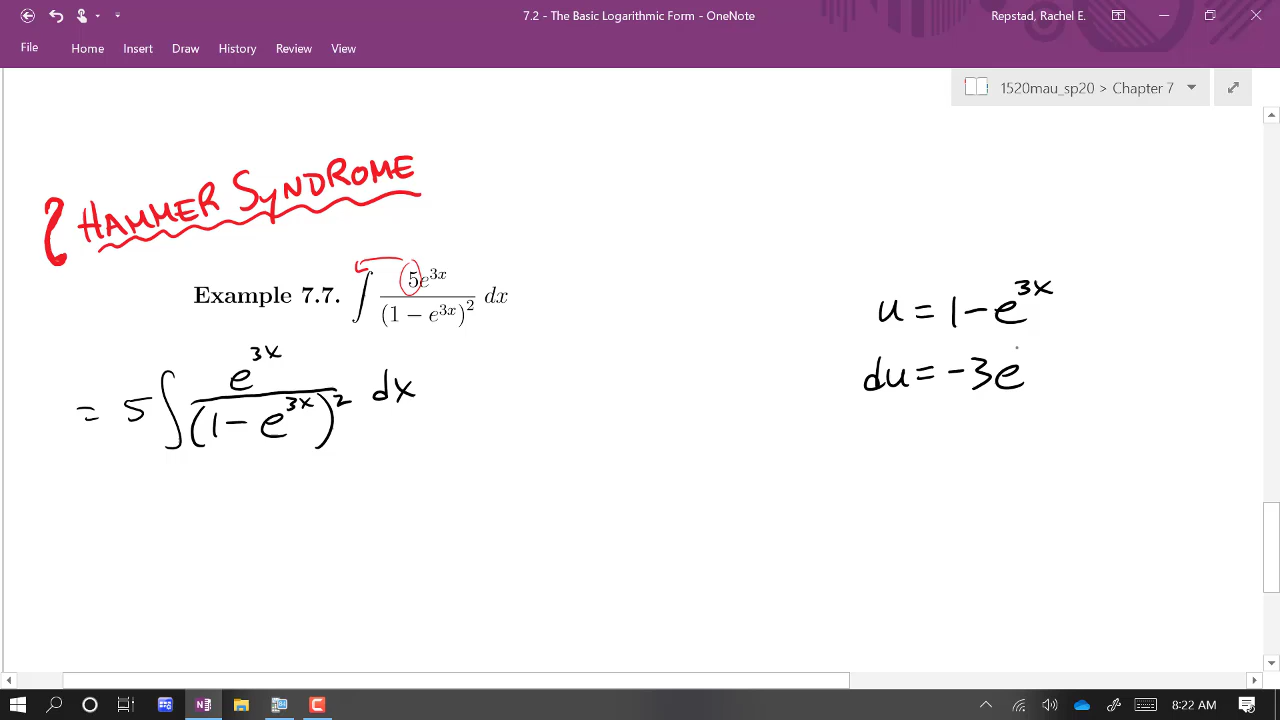 7.2 - The Basic Logarithmic Form - OneNote
Repstad, Rachel E.
File Home Insert Draw History Review View
1520mau_sp20 > Chapter 7
HAMMER SYNDROME
Example 7.7. ∫ 5e^{3x} / (1 − e^{3x})^2 dx
= 5 ∫ e^{3x} / (1 − e^{3x})^2 dx
u = 1 − e^{3x}
du = −3e
8:22 AM